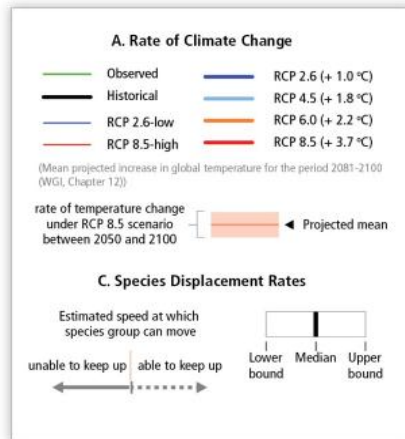 A. Rate of Climate Change
Observed
Historical
RCP 2.6-low
RCP 8.5-high
RCP 2.6 (+ 1.0 ºC)
RCP 4.5 (+ 1.8 ºC)
RCP 6.0 (+ 2.2 ºC)
RCP 8.5 (+ 3.7 ºC)
(Mean projected increase in global temperature for the period 2081-2100
(WGI, Chapter 12))
rate of temperature change
under RCP 8.5 scenario
between 2050 and 2100
Projected mean
C. Species Displacement Rates
Estimated speed at which
species group can move
unable to keep up
able to keep up
Lower
bound
Median
Upper
bound